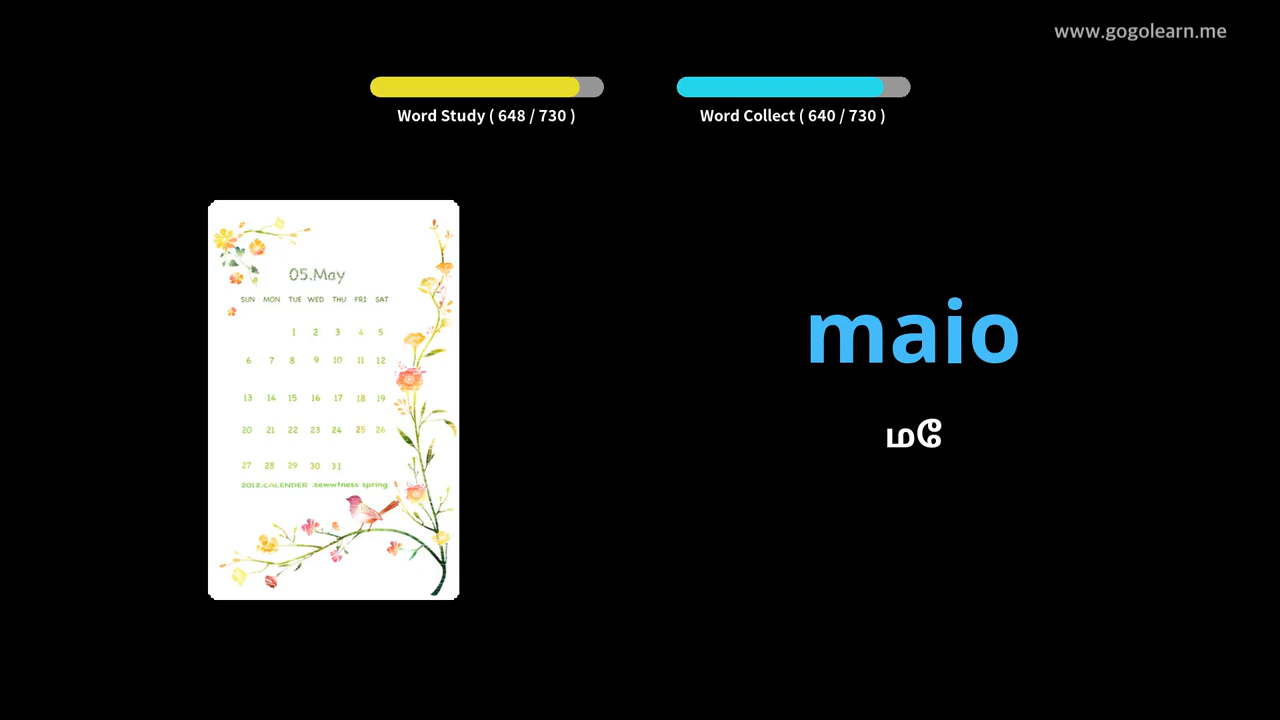 www.gogolearn.me
Word Study ( 648 / 730 )
Word Collect ( 640 / 730 )
05.May
SUN MON TUE WED THU FRI SAT
1 2 3 4 5
6 7 8 9 10 11 12
13 14 15 16 17 18 19
20 21 22 23 24 25 26
27 28 29 30 31
2012.CALENDER .sewwtness spring
maio
மே